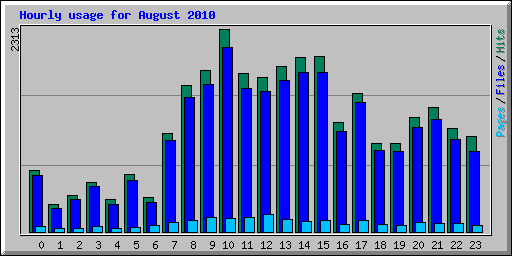 Hourly usage for August 2010
2313
Pages/Files/Hits
0 1 2 3 4 5 6 7 8 9 10 11 12 13 14 15 16 17 18 19 20 21 22 23